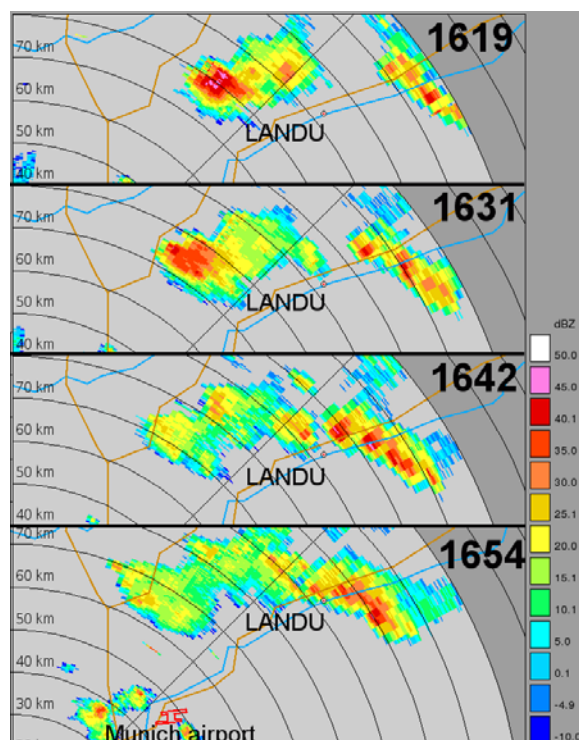 1619
60 km
50 km
LANDU
40 km
70 km
1631
60 km
50 km
LANDU
dBZ
40 km
50.0
70 km
1642
45.0
60 km
40.1
50 km
35.0
LANDU
30.0
40 km
25.1
70 km
1654
20.0
60 km
15.1
50 km
10.1
LANDU
5.0
40 km
0.1
30 km
-4.9
Munich airport
-10.0